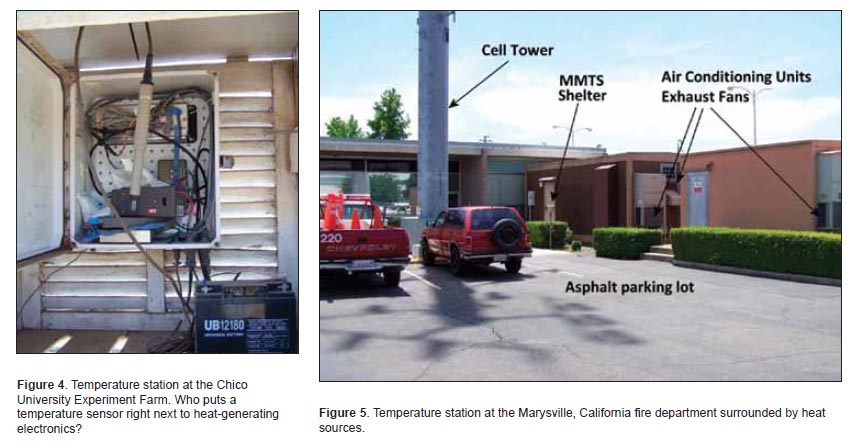 UB12180
220
CHEVROLET
Cell Tower
MMTS
Shelter
Air Conditioning Units
Exhaust Fans
Asphalt parking lot
Figure 4. Temperature station at the Chico
University Experiment Farm. Who puts a
temperature sensor right next to heat-generating
electronics?
Figure 5. Temperature station at the Marysville, California fire department surrounded by heat
sources.